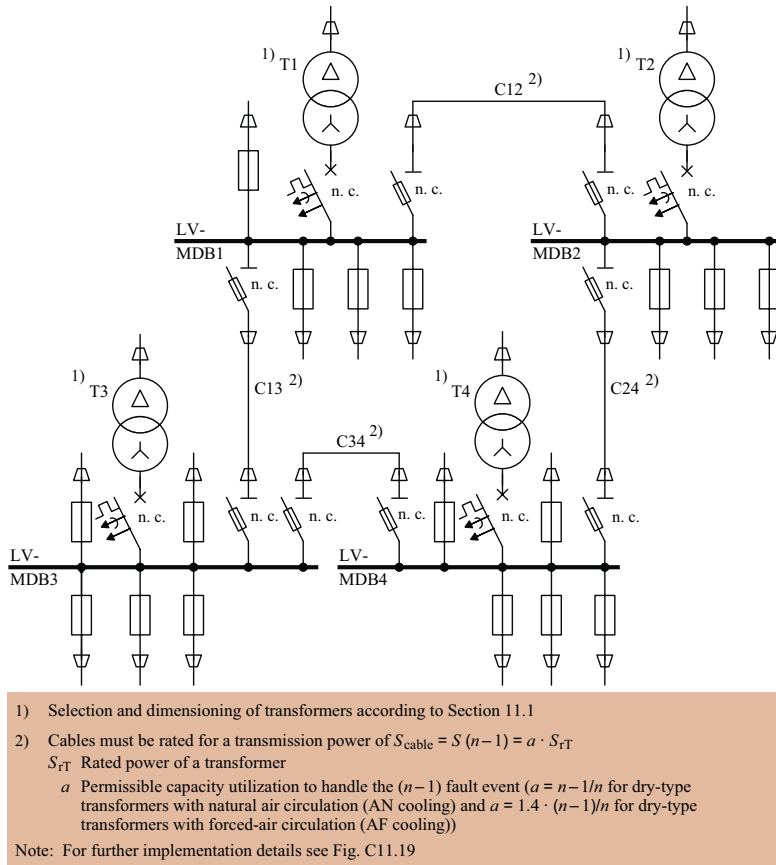 1) T1
1) T2
C12 2)
n. c.
n. c.
n. c.
n. c.
LV-
MDB1
LV-
MDB2
n. c.
n. c.
1) T3
C13 2)
1) T4
C24 2)
C34 2)
n. c.
n. c.
n. c.
n. c.
n. c.
n. c.
LV-
MDB3
LV-
MDB4
1) Selection and dimensioning of transformers according to Section 11.1
2) Cables must be rated for a transmission power of Scable = S (n−1) = a · SrT
SrT Rated power of a transformer
a Permissible capacity utilization to handle the (n−1) fault event (a = n−1/n for dry-type
transformers with natural air circulation (AN cooling) and a = 1.4 · (n−1)/n for dry-type
transformers with forced-air circulation (AF cooling))
Note: For further implementation details see Fig. C11.19